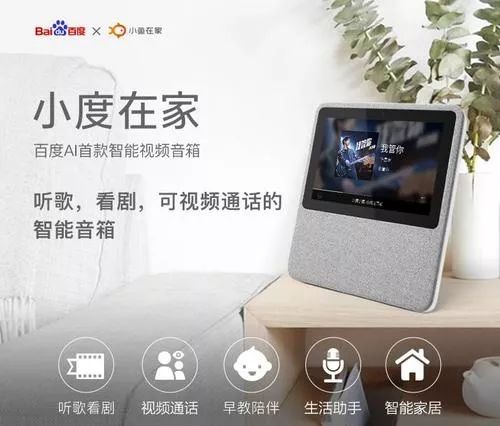 Bai百度 × 小鱼在家
小度在家
百度AI首款智能视频音箱
听歌，看剧，可视频通话的
智能音箱
我管你
听歌看剧
视频通话
早教陪伴
生活助手
智能家居